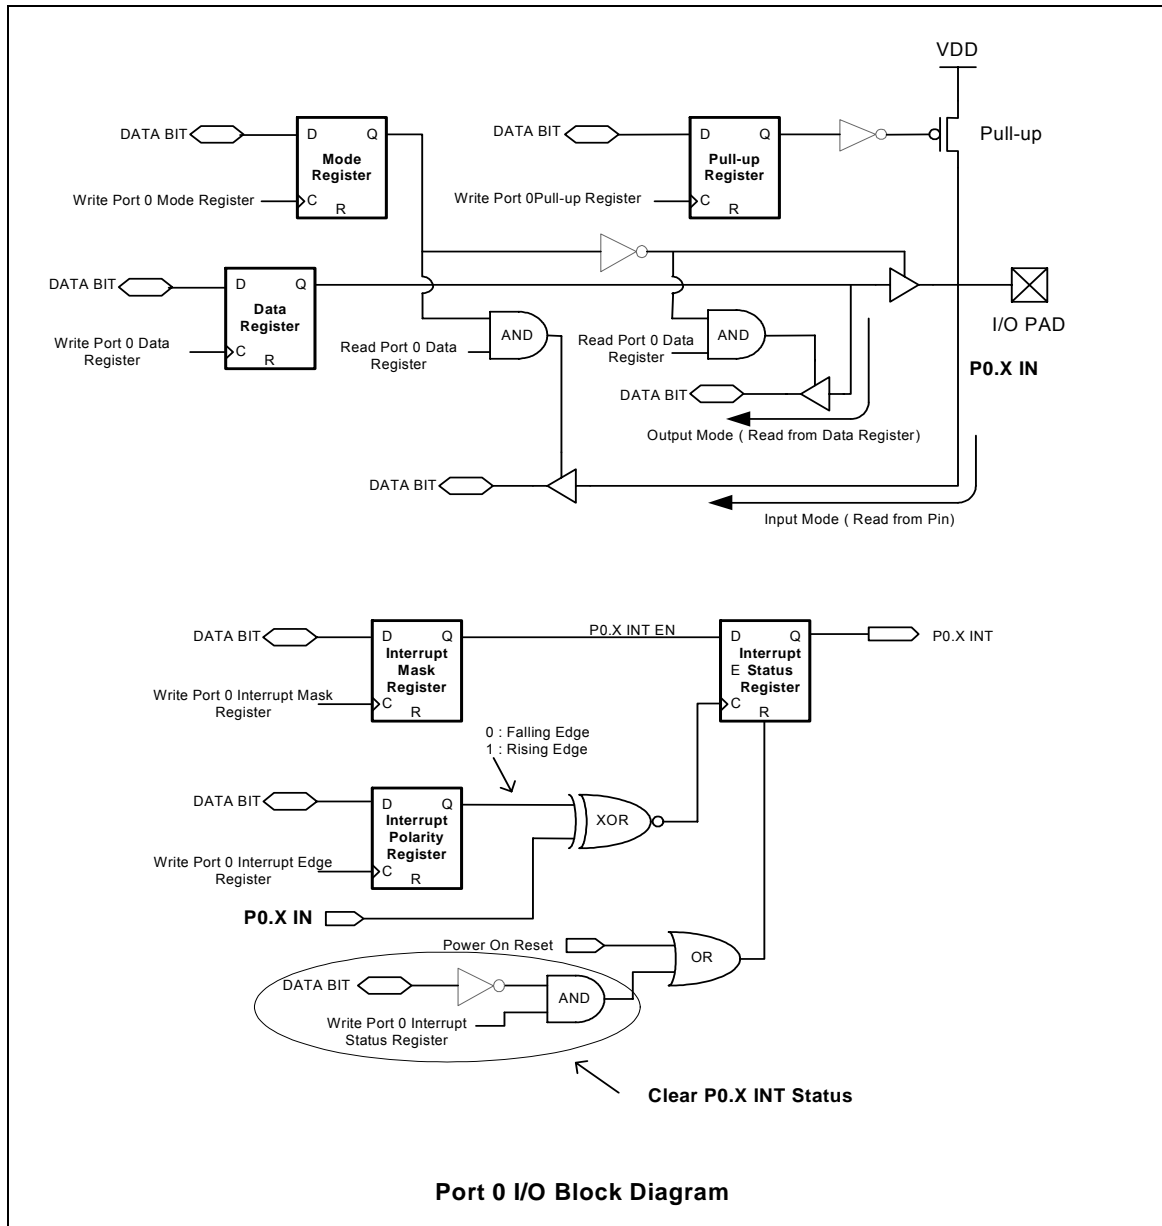 VDD
DATA BIT
D Q
Mode
Register
C
R
Write Port 0 Mode Register
DATA BIT
D Q
Pull-up
Register
C
R
Write Port 0Pull-up Register
Pull-up
DATA BIT
D Q
Data
Register
C
R
Write Port 0 Data
Register
Read Port 0 Data
Register
AND
Read Port 0 Data
Register
AND
I/O PAD
P0.X IN
DATA BIT
Output Mode ( Read from Data Register)
DATA BIT
Input Mode ( Read from Pin)
DATA BIT
D Q
Interrupt
Mask
Register
C
R
Write Port 0 Interrupt Mask
Register
P0.X INT EN
D Q
Interrupt
E Status
Register
C
R
P0.X INT
0 : Falling Edge
1 : Rising Edge
DATA BIT
D Q
Interrupt
Polarity
Register
C
R
Write Port 0 Interrupt Edge
Register
XOR
P0.X IN
Power On Reset
OR
DATA BIT
AND
Write Port 0 Interrupt
Status Register
Clear P0.X INT Status
Port 0 I/O Block Diagram